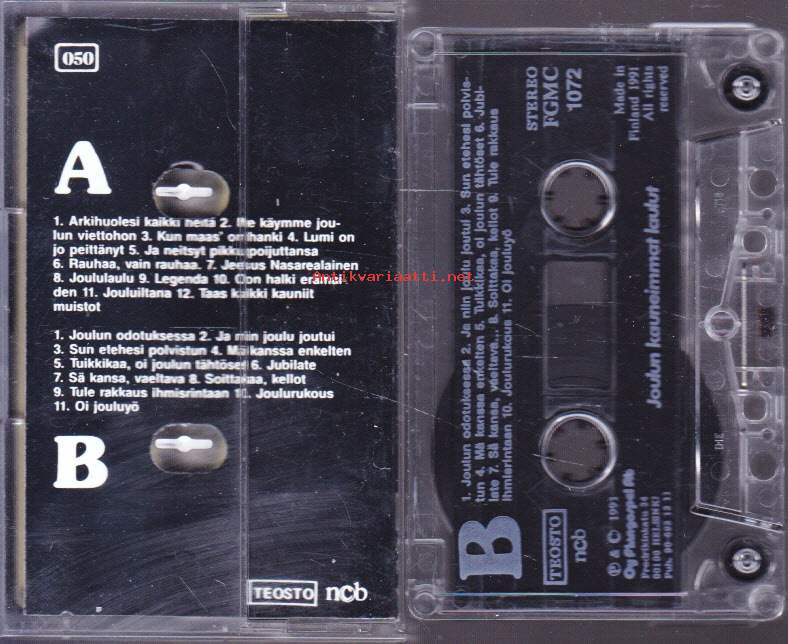 050
A
1. Arkihuolesi kaikki heitä 2. Me käymme jou-
lun viettohon 3. Kun maas' on hanki 4. Lumi on
jo peittänyt 5. Ja neitsyt pikku poijuttansa
6. Rauhaa, vain rauhaa. 7. Jeesus Nasarealainen
8. Joululaulu 9. Legenda 10. Oon halki erämai-
den 11. Jouluiltana 12. Taas kaikki kauniit
muistot
1. Joulun odotuksessa 2. Ja niin joulu joutui
3. Sun etehesi polvistun 4. Mä kanssa enkelten
5. Tuikkikaa, oi joulun tähtöset 6. Jubilate
7. Sä kansa, vaeltava 8. Soittakaa, kellot
9. Tule rakkaus ihmisrintaan 10. Joulurukous
11. Oi jouluyö
B
TEOSTO ncb
Antikvariaatti.net
STEREO
FGMC
1072
Made in
Finland 1991
All rights
reserved
1. Joulun odotuksessa 2. Ja niin joulu joutui 3. Sun etehesi polvis-
tun 4. Mä kanssa enkelten 5. Tuikkikaa, oi joulun tähtöset 6. Jubi-
late 7. Sä kansa, vaeltava... 8. Soittakaa, kellot 9. Tule rakkaus
ihmisrintaan 10. Joulurukous 11. Oi jouluyö
B
TEOSTO
ncb
Joulun kauneimmat laulut
℗ & © 1991
Oy Fluorgospel Ab
Fredrikinkatu
00100 HELSINKI
Puh.